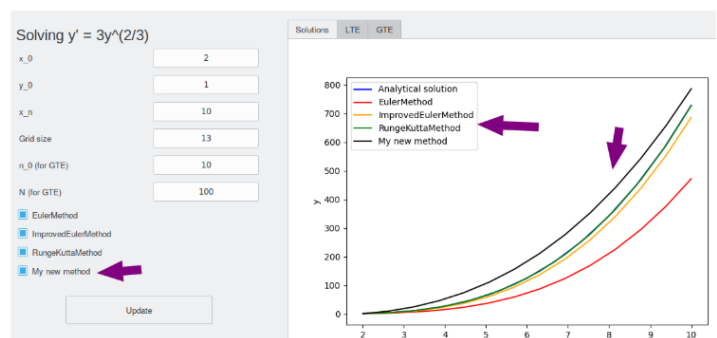 Solving y' = 3y^(2/3)
x_0 2
y_0 1
x_n 10
Grid size 13
n_0 (for GTE) 10
N (for GTE) 100
EulerMethod
ImprovedEulerMethod
RungeKuttaMethod
My new method
Update
Solutions LTE GTE
Analytical solution
EulerMethod
ImprovedEulerMethod
RungeKuttaMethod
My new method
800
700
600
500
400
300
200
100
0
y
2 3 4 5 6 7 8 9 10